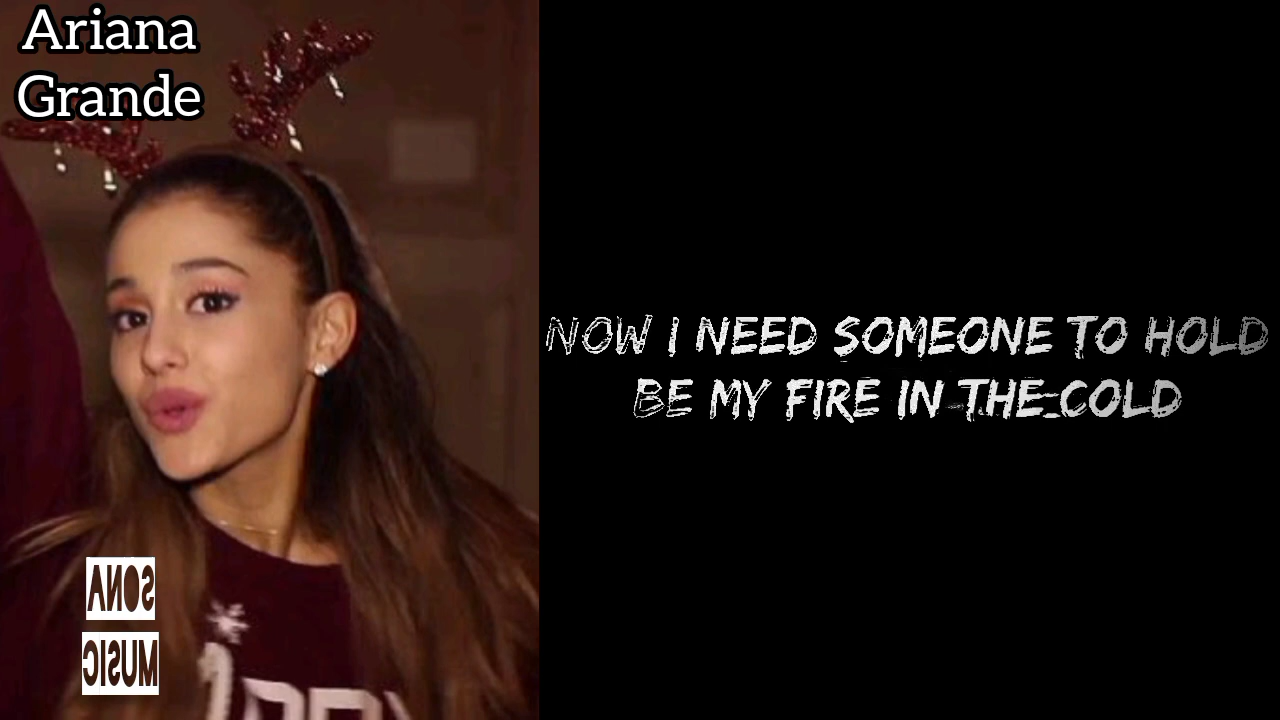 Ariana
Grande
NOW I NEED SOMEONE TO HOLD
BE MY FIRE IN THE COLD
SONA
MUSIC